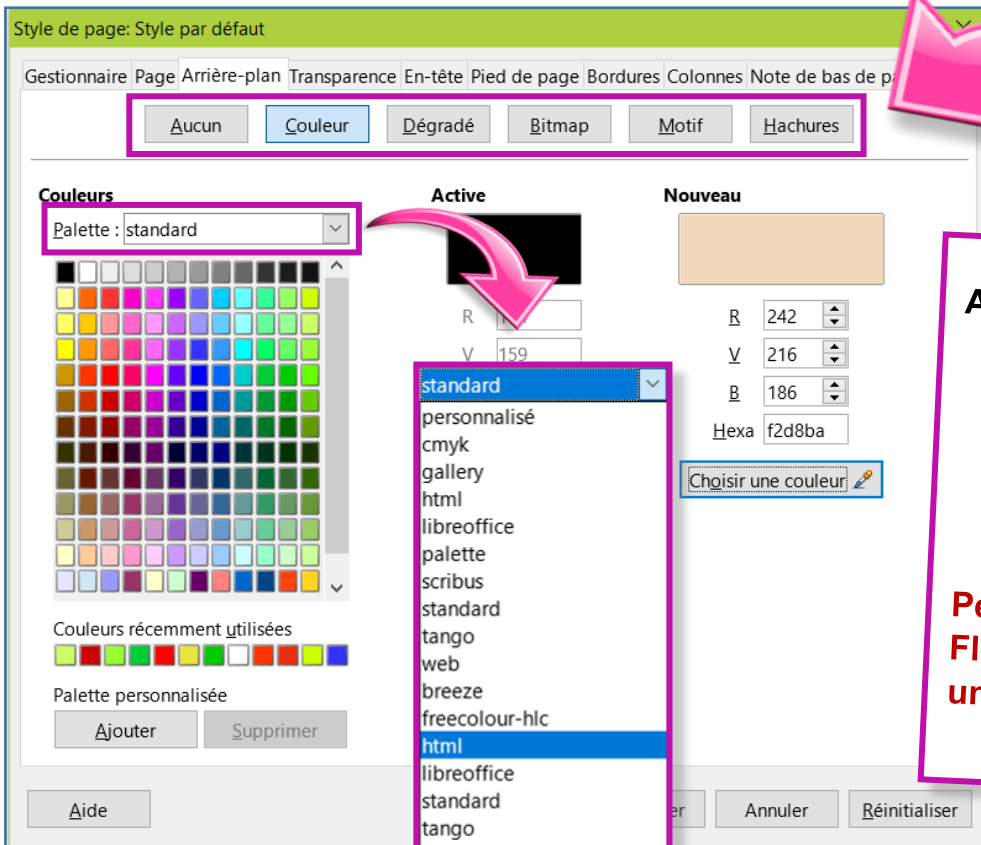 Style de page: Style par défaut
Gestionnaire Page Arrière-plan Transparence En-tête Pied de page Bordures Colonnes Note de bas de
Aucun Couleur Dégradé Bitmap Motif Hachures
Couleurs Active Nouveau
Palette : standard
R R 242
V 159 V 216
B 186
Hexa f2d8ba
Choisir une couleur
standard
personnalisé
cmyk
gallery
html
libreoffice
palette
scribus
standard
tango
web
breeze
freecolour-hlc
html
libreoffice
standard
tango
Couleurs récemment utilisées
Palette personnalisée
Ajouter Supprimer
Aide Annuler Réinitialiser